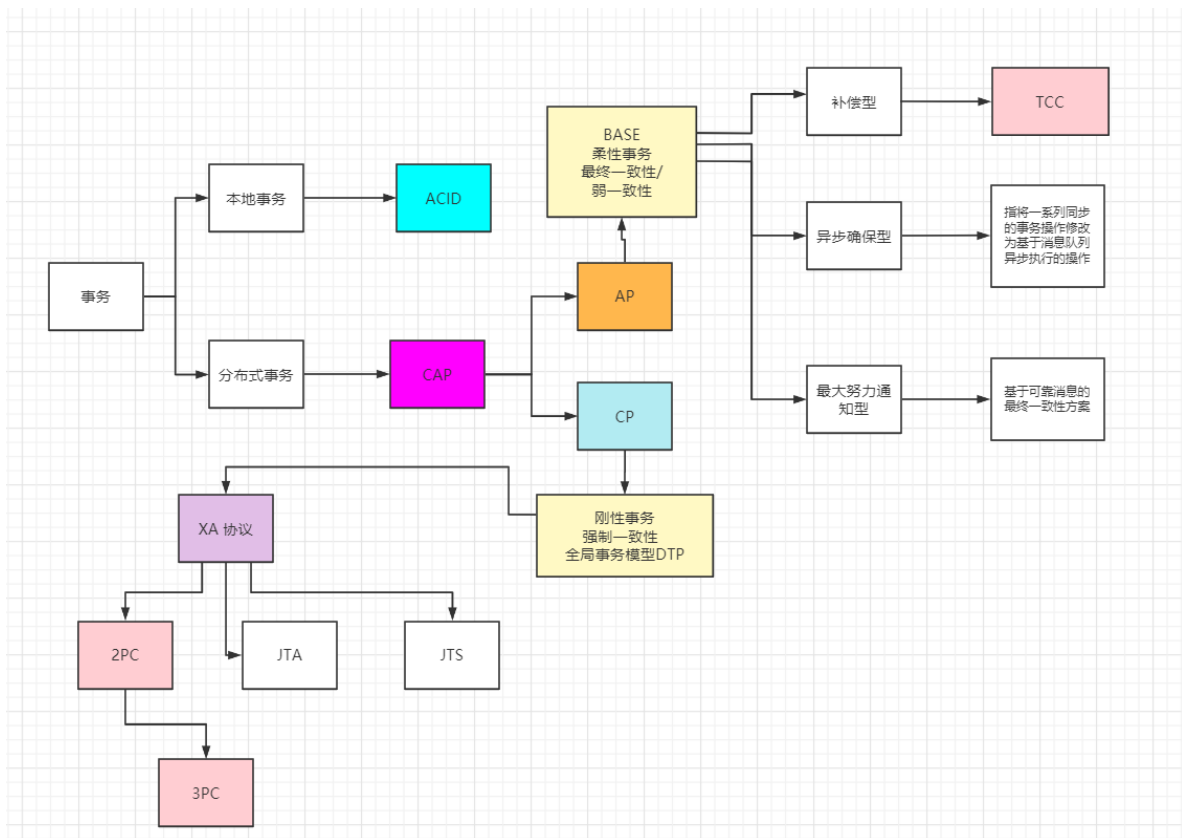 补偿型
TCC
BASE
柔性事务
最终一致性/
弱一致性
本地事务
ACID
异步确保型
指将一系列同步
的事务操作修改
为基于消息队列
异步执行的操作
事务
AP
分布式事务
CAP
CP
最大努力通
知型
基于可靠消息的
最终一致性方案
XA 协议
刚性事务
强制一致性
全局事务模型DTP
2PC
JTA
JTS
3PC